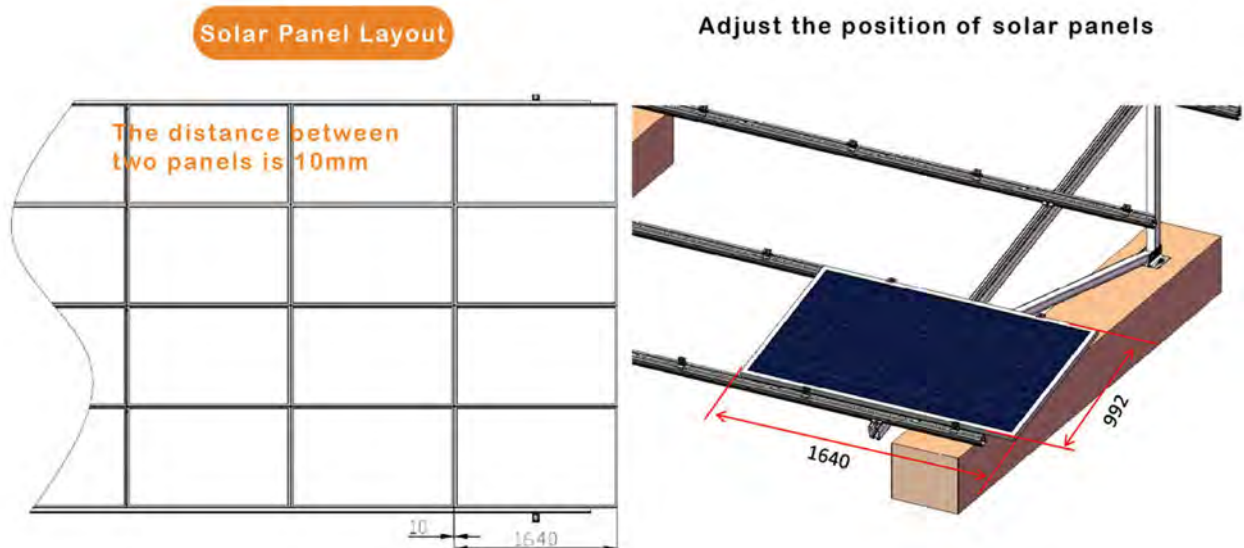 Solar Panel Layout
Adjust the position of solar panels
The distance between
two panels is 10mm
10
1640
1640
992